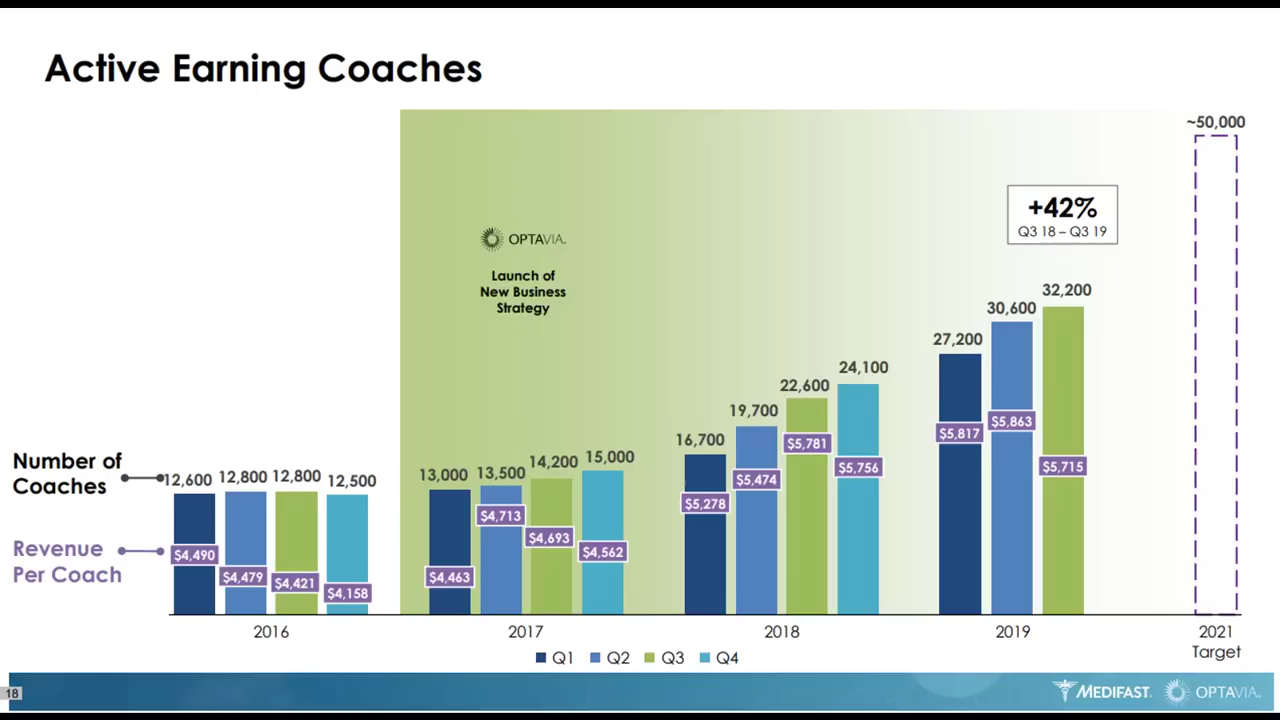 Active Earning Coaches
~50,000
+42%
Q3 18 – Q3 19
OPTAVIA.
Launch of
New Business
Strategy
Number of
Coaches
Revenue
Per Coach
12,600 12,800 12,800 12,500
13,000 13,500 14,200 15,000
16,700 19,700 22,600 24,100
27,200 30,600 32,200
$4,490 $4,479 $4,421 $4,158
$4,463 $4,713 $4,693 $4,562
$5,278 $5,474 $5,781 $5,756
$5,817 $5,863 $5,715
2016 2017 2018 2019 2021
Target
Q1 Q2 Q3 Q4
18
MEDIFAST. OPTAVIA.